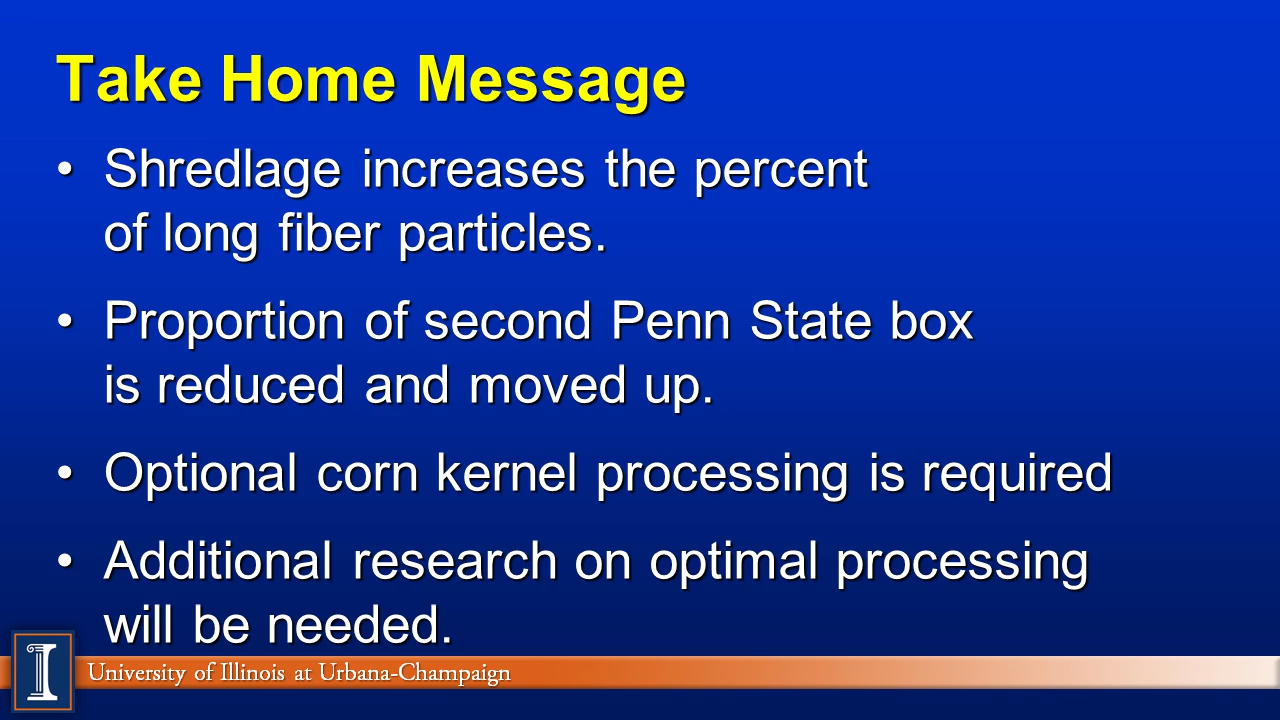 Take Home Message
• Shredlage increases the percent
of long fiber particles.
• Proportion of second Penn State box
is reduced and moved up.
• Optional corn kernel processing is required
• Additional research on optimal processing
will be needed.
I
University of Illinois at Urbana-Champaign